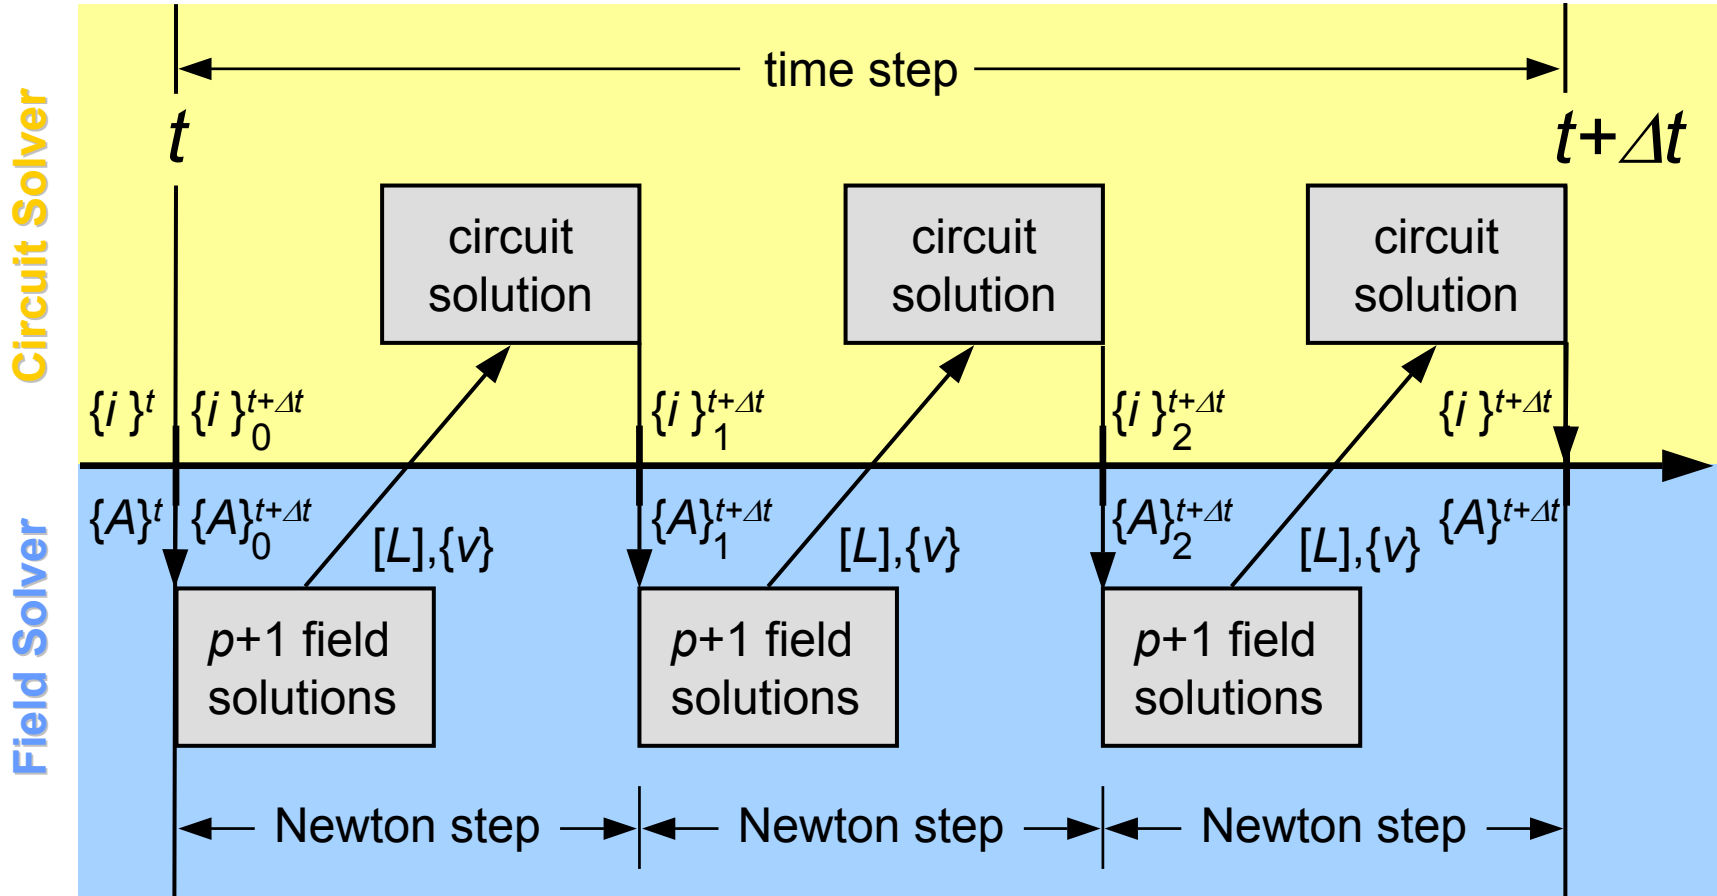 time step
t
t+Δt
Circuit Solver
circuit
solution
circuit
solution
circuit
solution
{i }^t {i }_0^{t+Δt} {i }_1^{t+Δt} {i }_2^{t+Δt} {i }^{t+Δt}
{A}^t {A}_0^{t+Δt} {A}_1^{t+Δt} {A}_2^{t+Δt} {A}^{t+Δt}
[L],{v} [L],{v} [L],{v}
Field Solver
p+1 field
solutions
p+1 field
solutions
p+1 field
solutions
Newton step Newton step Newton step